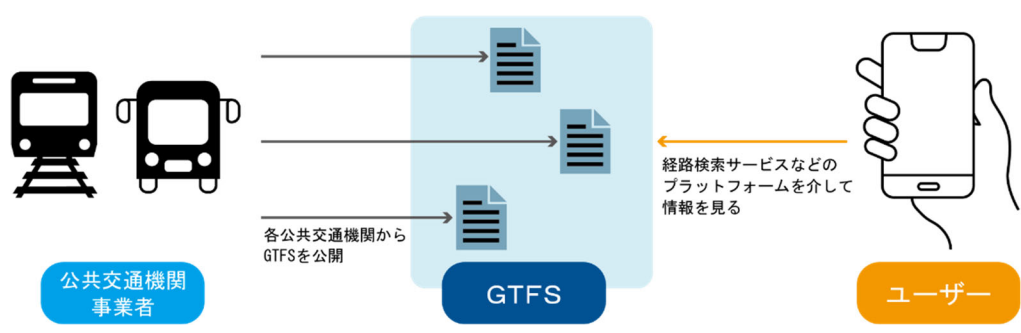 各公共交通機関から
GTFSを公開
経路検索サービスなどの
プラットフォームを介して
情報を見る
公共交通機関
事業者
GTFS
ユーザー